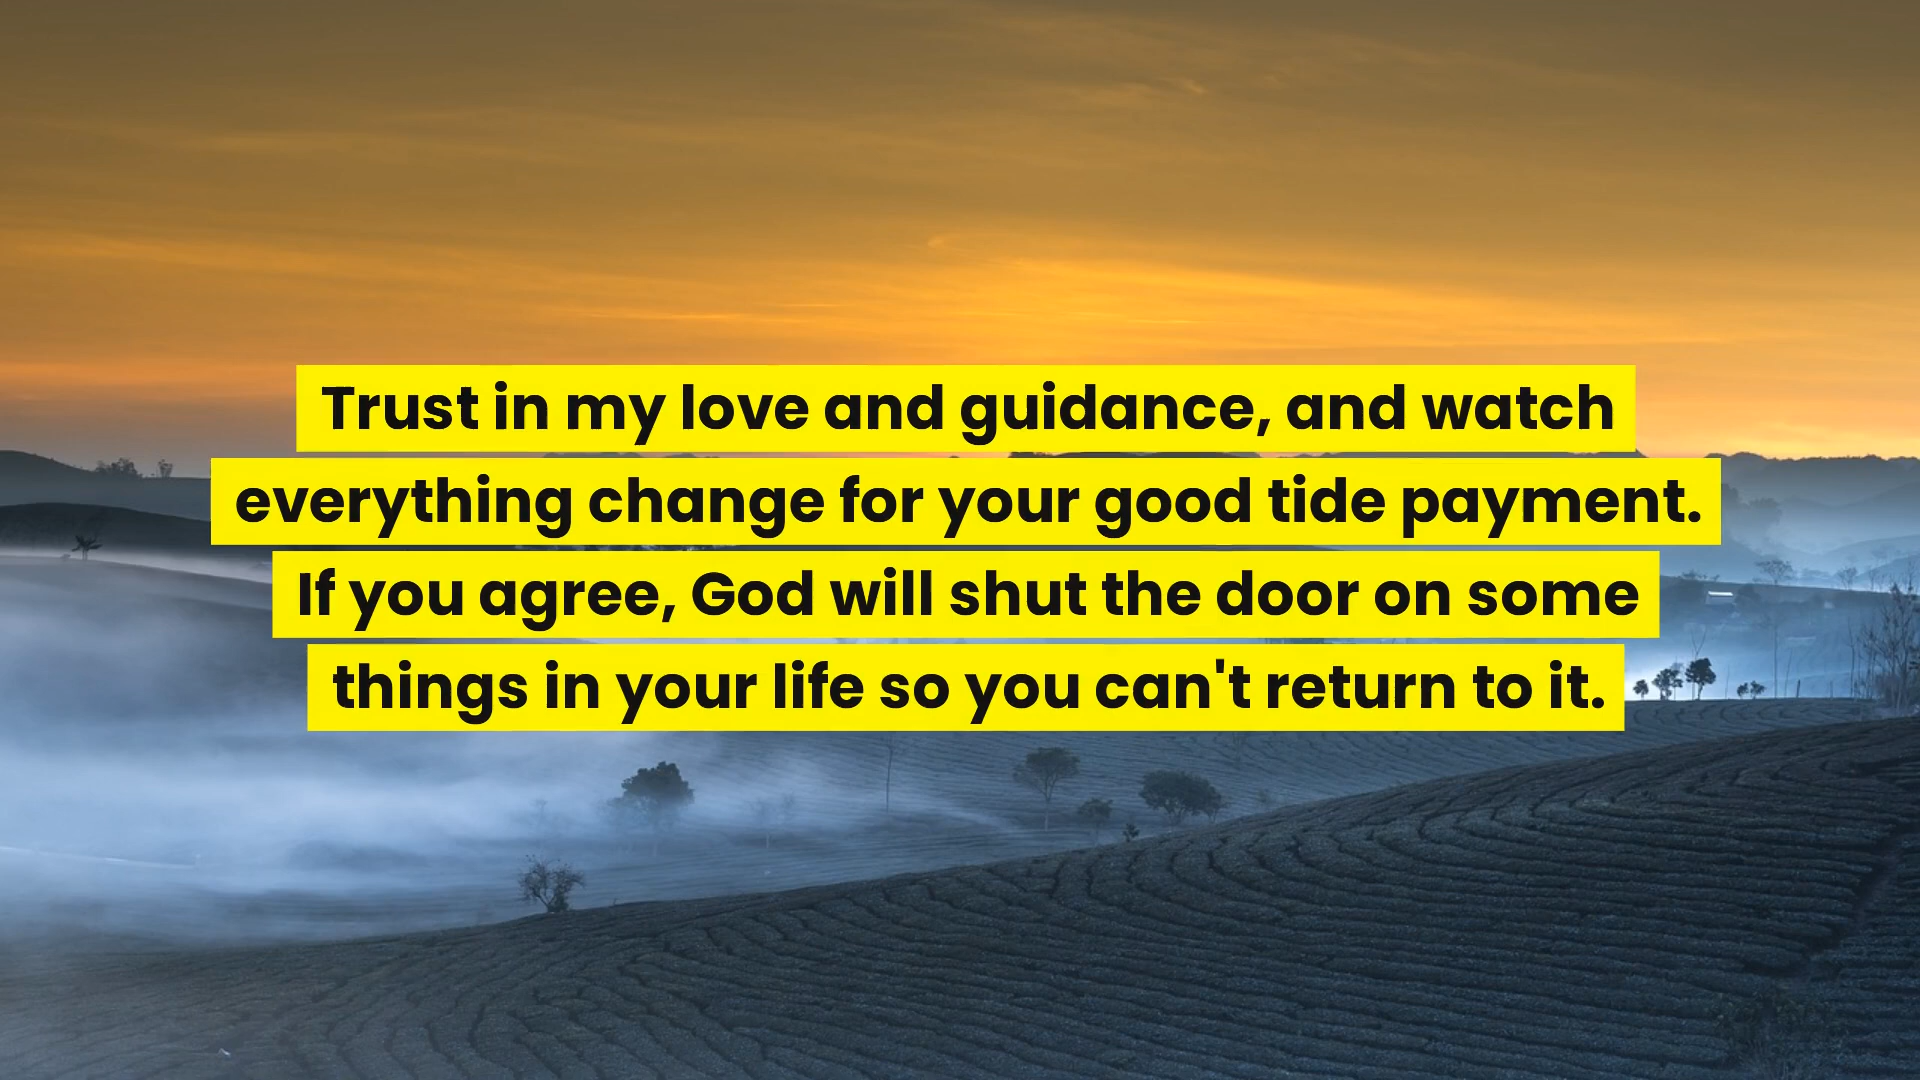 Trust in my love and guidance, and watch
everything change for your good tide payment.
If you agree, God will shut the door on some
things in your life so you can't return to it.